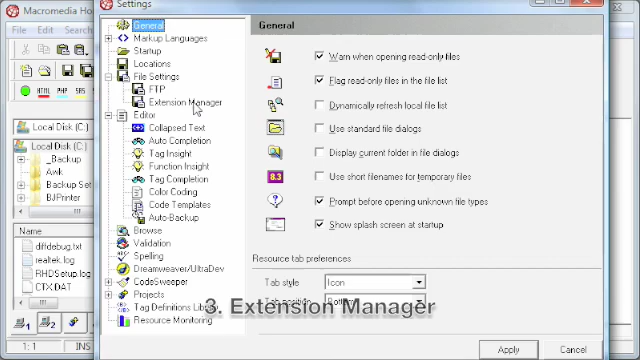 Macromedia Ho
Settings
File Edit Search
HTML PHP
Local Disk (C:)
Local Disk (C:)
_Backup
Awk
Backup Set
BJPrinter
Name
diffdebug.txt
realtek.log
RHDSetup.log
CTX.DAT
1 2
1:1 INS
General
Markup Languages
Startup
Locations
File Settings
FTP
Extension Manager
Editor
Collapsed Text
Auto Completion
Tag Insight
Function Insight
Tag Completion
Color Coding
Code Templates
Auto-Backup
Browse
Validation
Spelling
Dreamweaver/UltraDev
CodeSweeper
Projects
Tag Definitions Library
Resource Monitoring
General
Warn when opening read-only files
Flag read-only files in the file list
Dynamically refresh local file list
Use standard file dialogs
Display current folder in file dialogs
8.3 Use short filenames for temporary files
Prompt before opening unknown file types
Show splash screen at startup
Resource tab preferences
Tab style Icon
Tab position Bottom
3. Extension Manager
Apply Cancel